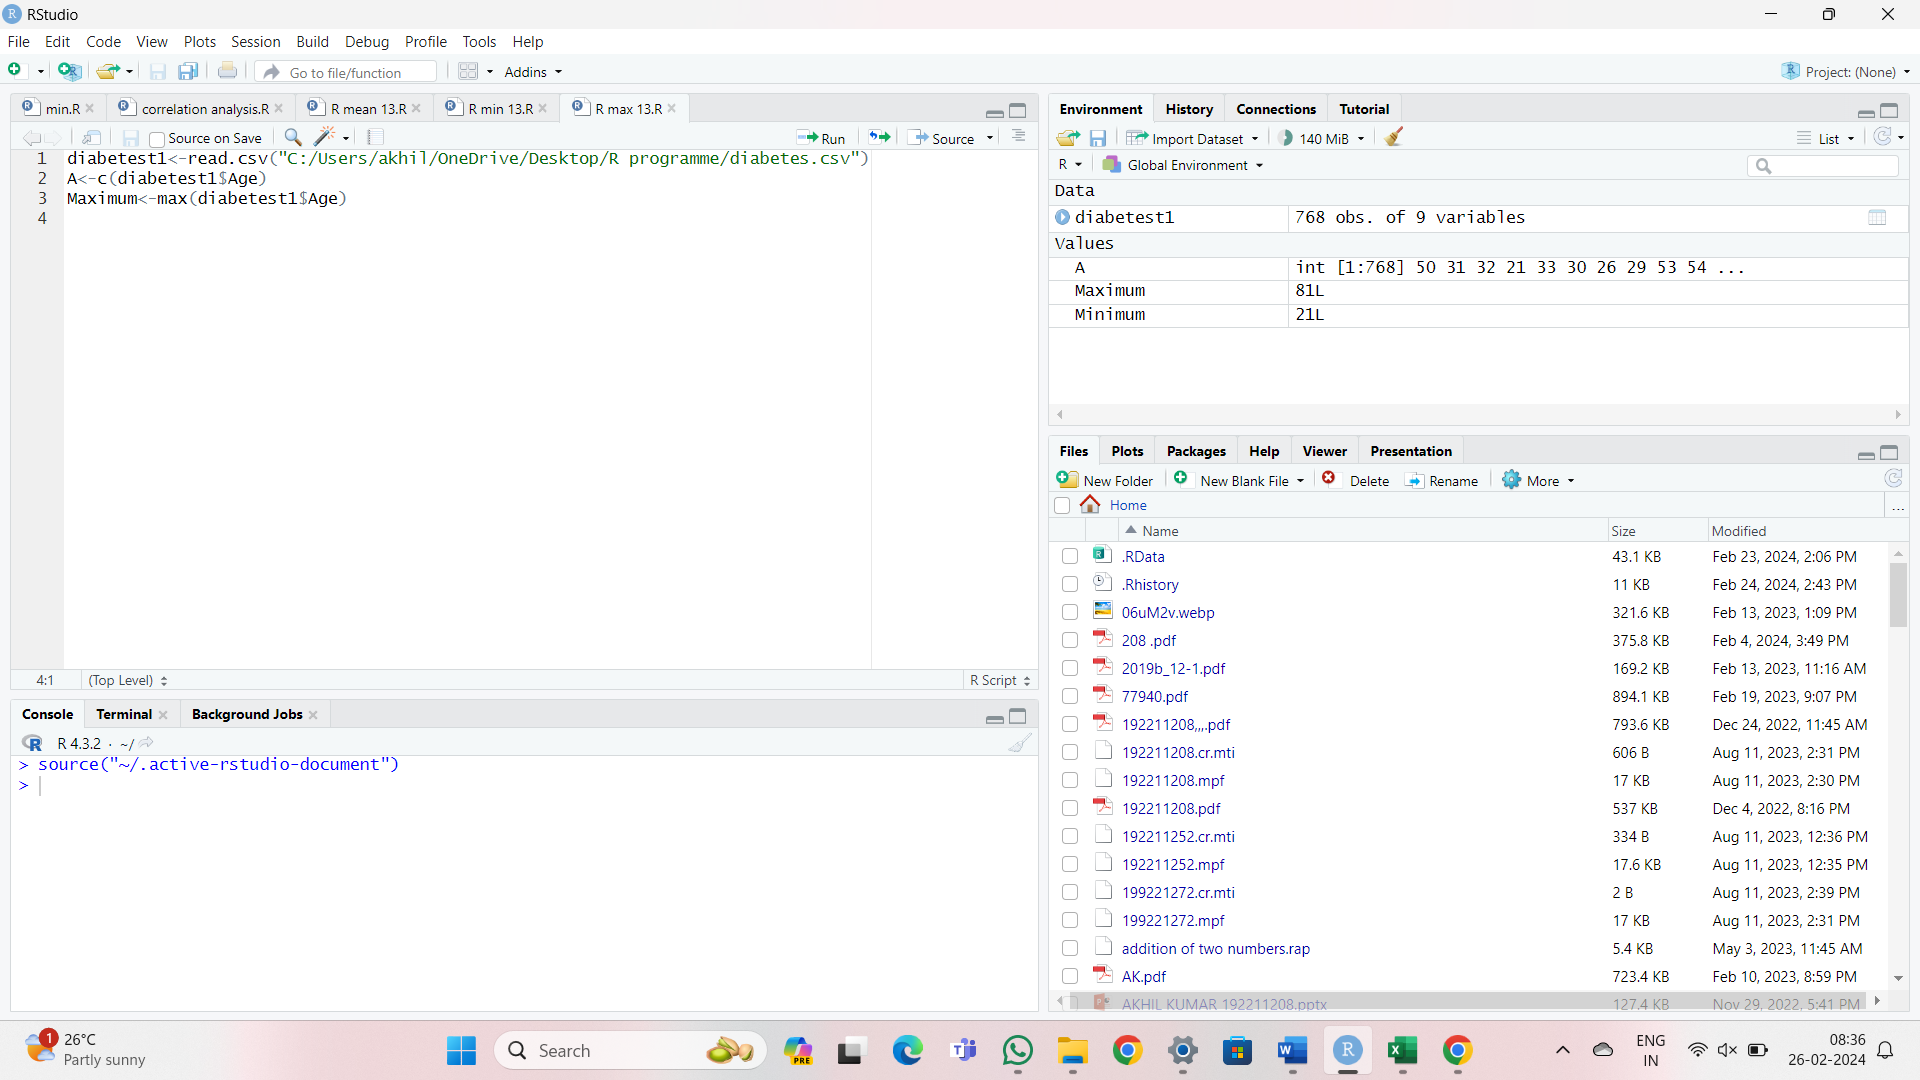 RStudio
File Edit Code View Plots Session Build Debug Profile Tools Help
Go to file/function Addins Project: (None)
min.R correlation analysis.R R mean 13.R R min 13.R R max 13.R
Source on Save Run Source
1 diabetest1<-read.csv("C:/Users/akhil/OneDrive/Desktop/R programme/diabetes.csv")
2 A<-c(diabetest1$Age)
3 Maximum<-max(diabetest1$Age)
4
4:1 (Top Level) R Script
Console Terminal Background Jobs
R 4.3.2 · ~/
> source("~/.active-rstudio-document")
>
Environment History Connections Tutorial
Import Dataset 140 MiB List
R Global Environment
Data
diabetest1 768 obs. of 9 variables
Values
A int [1:768] 50 31 32 21 33 30 26 29 53 54 ...
Maximum 81L
Minimum 21L
Files Plots Packages Help Viewer Presentation
New Folder New Blank File Delete Rename More
Home ...
Name Size Modified
.RData 43.1 KB Feb 23, 2024, 2:06 PM
.Rhistory 11 KB Feb 24, 2024, 2:43 PM
06uM2v.webp 321.6 KB Feb 13, 2023, 1:09 PM
208 .pdf 375.8 KB Feb 4, 2024, 3:49 PM
2019b_12-1.pdf 169.2 KB Feb 13, 2023, 11:16 AM
77940.pdf 894.1 KB Feb 19, 2023, 9:07 PM
192211208,,,.pdf 793.6 KB Dec 24, 2022, 11:45 AM
192211208.cr.mti 606 B Aug 11, 2023, 2:31 PM
192211208.mpf 17 KB Aug 11, 2023, 2:30 PM
192211208.pdf 537 KB Dec 4, 2022, 8:16 PM
192211252.cr.mti 334 B Aug 11, 2023, 12:36 PM
192211252.mpf 17.6 KB Aug 11, 2023, 12:35 PM
199221272.cr.mti 2 B Aug 11, 2023, 2:39 PM
199221272.mpf 17 KB Aug 11, 2023, 2:31 PM
addition of two numbers.rap 5.4 KB May 3, 2023, 11:45 AM
AK.pdf 723.4 KB Feb 10, 2023, 8:59 PM
AKHIL KUMAR 192211208.pptx 127.4 KB Nov 29, 2022, 5:41 PM
1 26°C
Partly sunny
Search
PRE
ENG
IN
08:36
26-02-2024